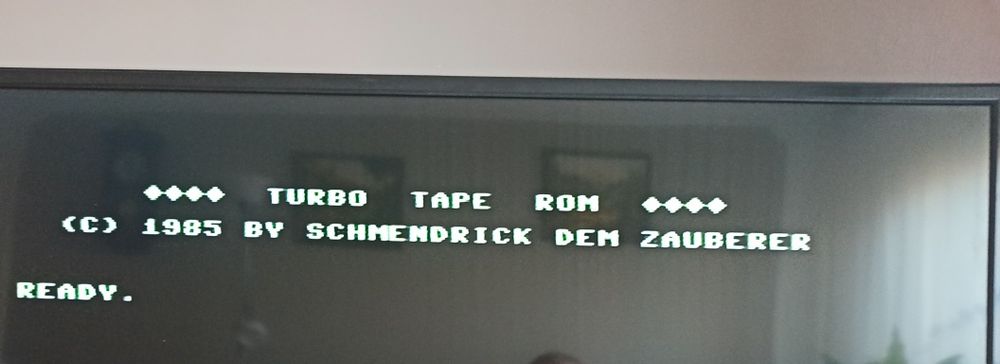 ♦♦♦♦ TURBO TAPE ROM ♦♦♦♦
(C) 1985 BY SCHMENDRICK DEM ZAUBERER
READY.